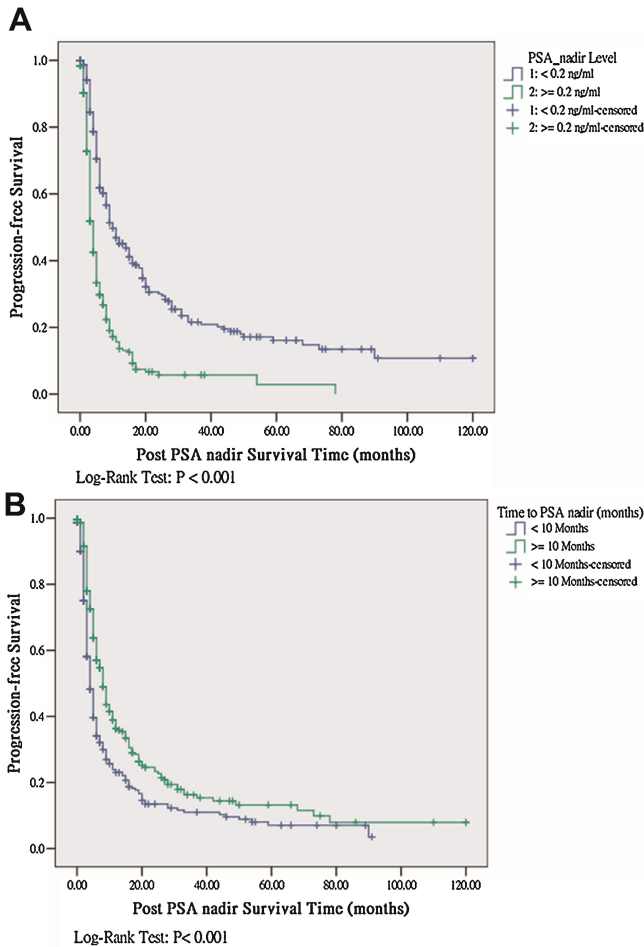 A
PSA_nadir Level
1: < 0.2 ng/ml
2: >= 0.2 ng/ml
1: < 0.2 ng/ml-censored
2: >= 0.2 ng/ml-censored
Progression-free Survival
1.0
0.8
0.6
0.4
0.2
0.0
0.00 20.00 40.00 60.00 80.00 100.00 120.00
Post PSA nadir Survival Time (months)
Log-Rank Test: P < 0.001
B
Time to PSA nadir (months)
< 10 Months
>= 10 Months
< 10 Months-censored
>= 10 Months-censored
Progression-free Survival
1.0
0.8
0.6
0.4
0.2
0.0
0.00 20.00 40.00 60.00 80.00 100.00 120.00
Post PSA nadir Survival Time (months)
Log-Rank Test: P< 0.001